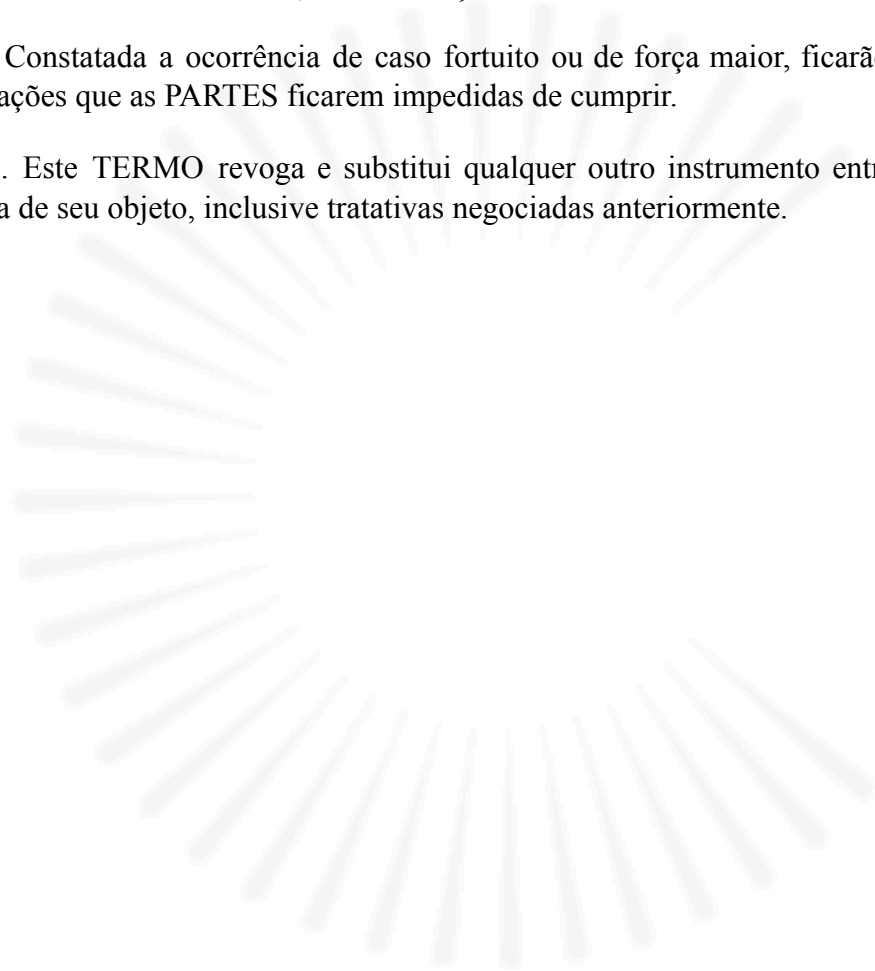 Constatada a ocorrência de caso fortuito ou de força maior, ficarã
ações que as PARTES ficarem impedidas de cumprir.
. Este TERMO revoga e substitui qualquer outro instrumento entr
a de seu objeto, inclusive tratativas negociadas anteriormente.